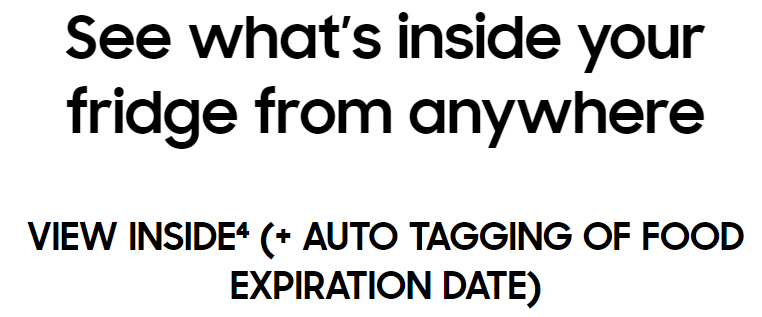 See what’s inside your
fridge from anywhere
VIEW INSIDE⁴ (+ AUTO TAGGING OF FOOD
EXPIRATION DATE)